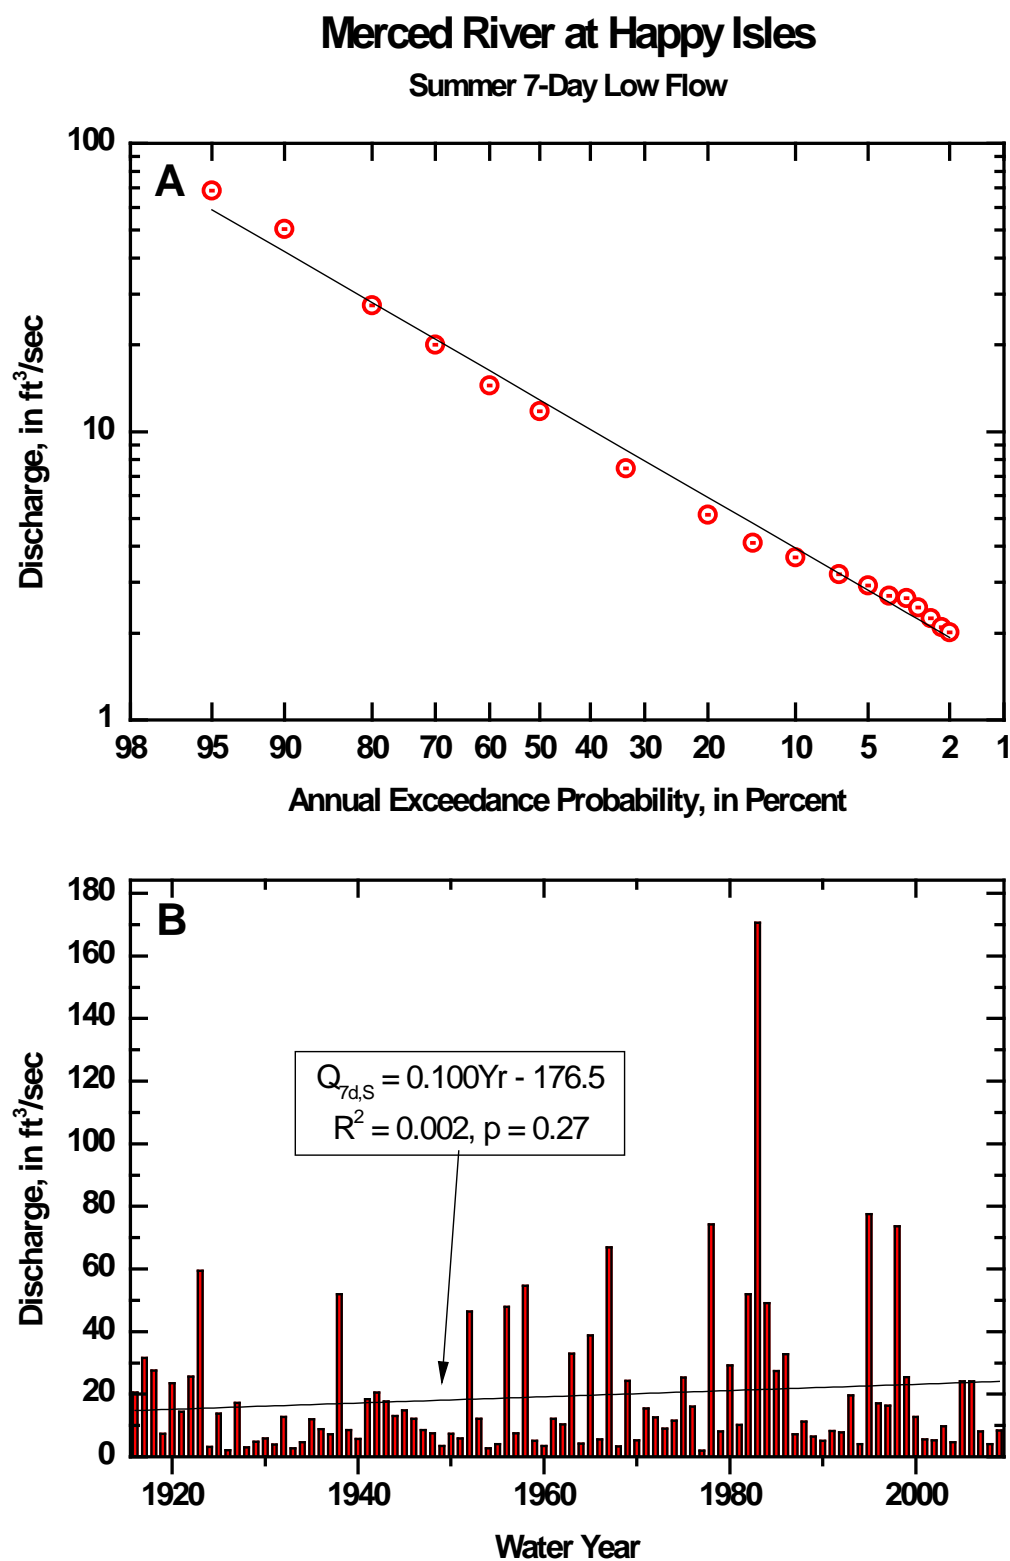 Merced River at Happy Isles
Summer 7-Day Low Flow
A
100
10
1
Discharge, in ft³/sec
98 95 90 80 70 60 50 40 30 20 10 5 2 1
Annual Exceedance Probability, in Percent
B
180
160
140
120
100
80
60
40
20
0
Discharge, in ft³/sec
Q7d,S = 0.100Yr - 176.5
R² = 0.002, p = 0.27
1920 1940 1960 1980 2000
Water Year